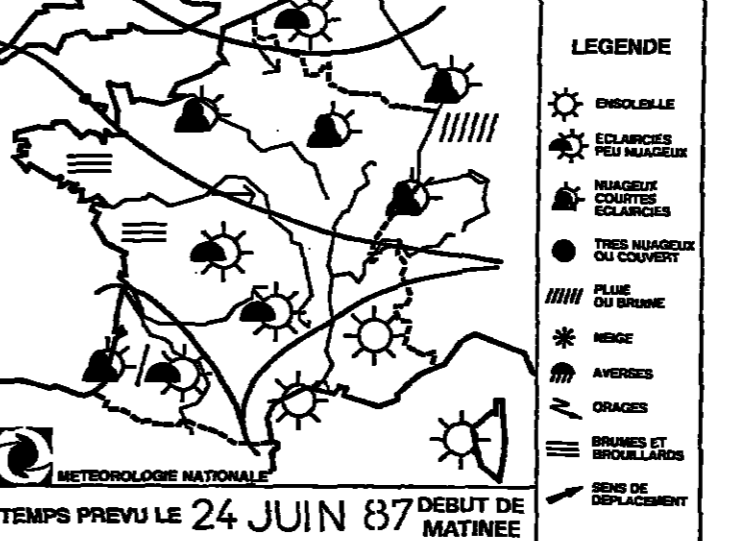 LEGENDE
ENSOLEILLE
ECLAIRCIES
PEU NUAGEUX
NUAGEUX
COURTES
ECLAIRCIES
TRES NUAGEUX
OU COUVERT
PLUIE
OU BRUINE
NEIGE
AVERSES
ORAGES
BRUMES ET
BROUILLARDS
SENS DE
DEPLACEMENT
METEOROLOGIE NATIONALE
TEMPS PREVU LE 24 JUIN 87 DEBUT DE
MATINEE